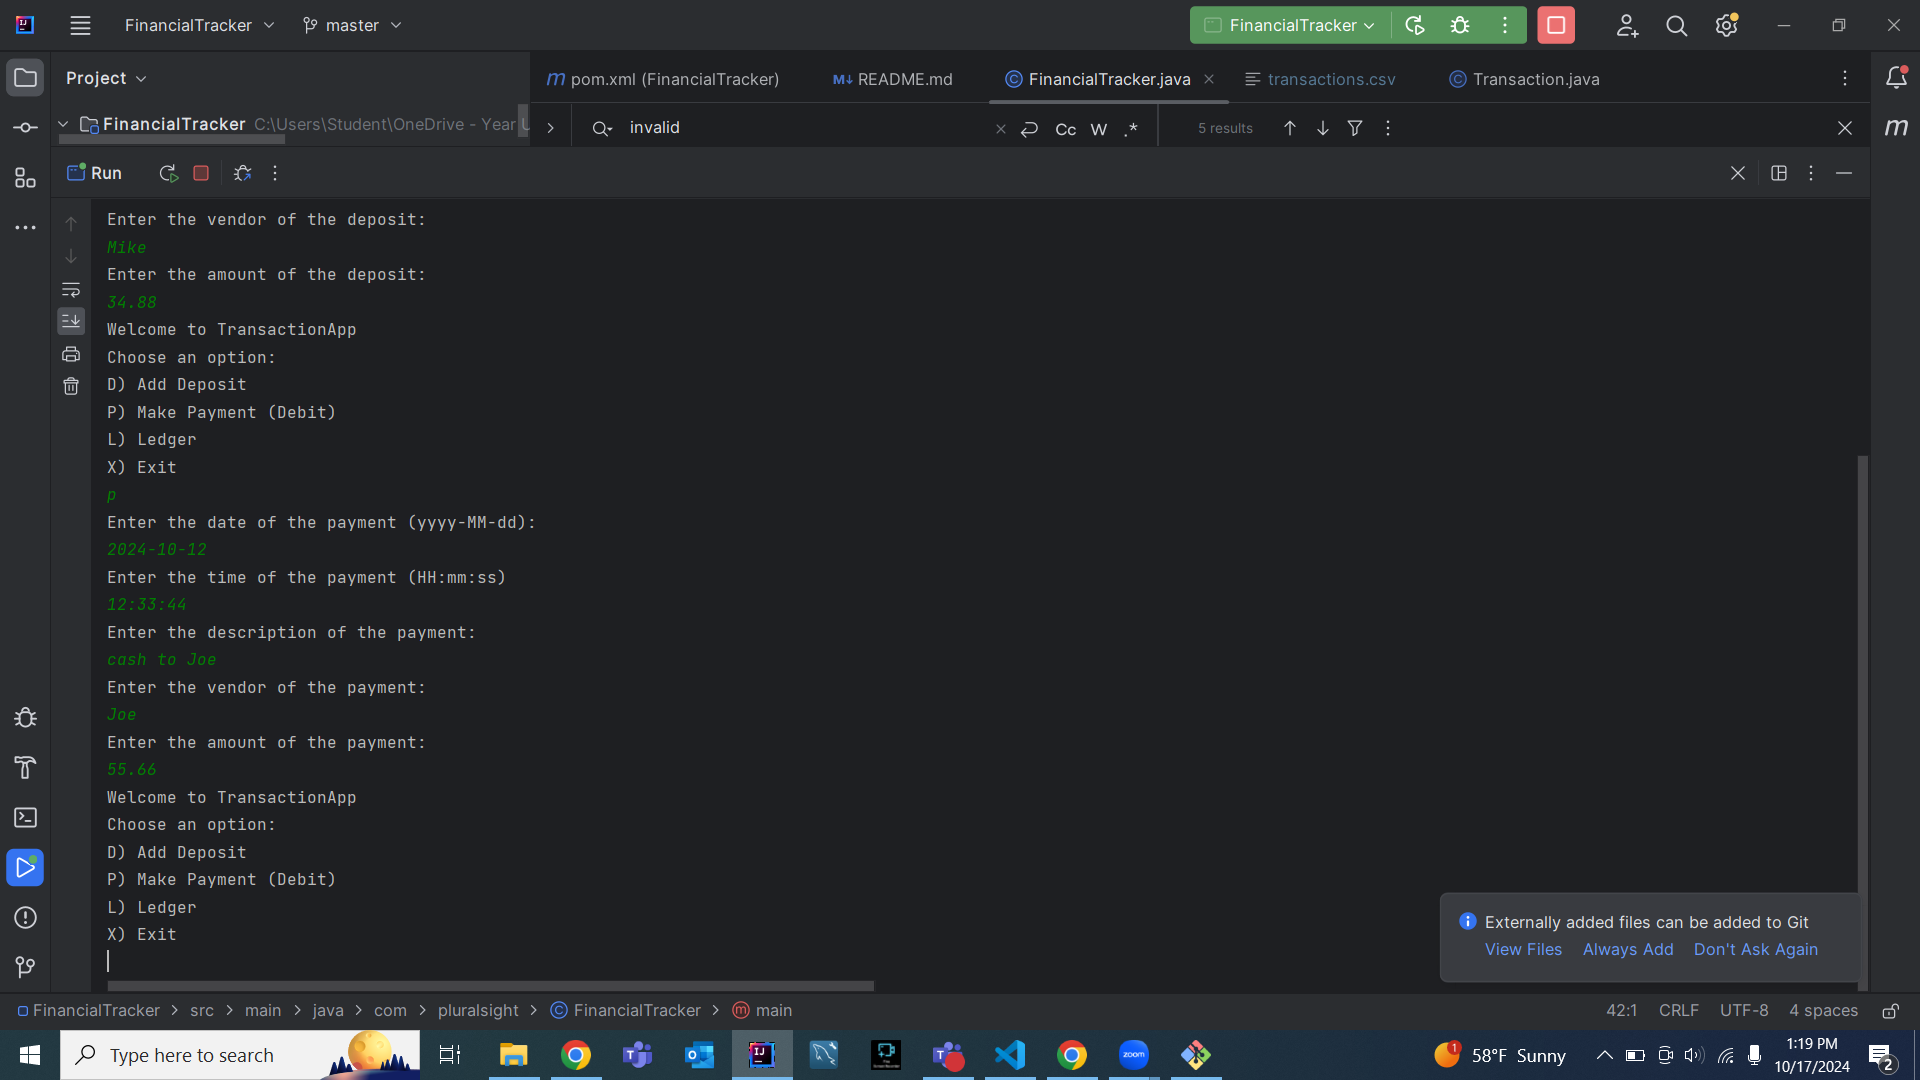 FinancialTracker
master
FinancialTracker
Project
pom.xml (FinancialTracker)
README.md
FinancialTracker.java
transactions.csv
Transaction.java
FinancialTracker C:\Users\Student\OneDrive - Year U
invalid
Cc W .*
5 results
Run
Enter the vendor of the deposit:
Mike
Enter the amount of the deposit:
34.88
Welcome to TransactionApp
Choose an option:
D) Add Deposit
P) Make Payment (Debit)
L) Ledger
X) Exit
p
Enter the date of the payment (yyyy-MM-dd):
2024-10-12
Enter the time of the payment (HH:mm:ss)
12:33:44
Enter the description of the payment:
cash to Joe
Enter the vendor of the payment:
Joe
Enter the amount of the payment:
55.66
Welcome to TransactionApp
Choose an option:
D) Add Deposit
P) Make Payment (Debit)
L) Ledger
X) Exit
Externally added files can be added to Git
View Files Always Add Don't Ask Again
FinancialTracker > src > main > java > com > pluralsight > FinancialTracker > main
42:1 CRLF UTF-8 4 spaces
Type here to search
zoom
1
58°F Sunny
1:19 PM
10/17/2024
2